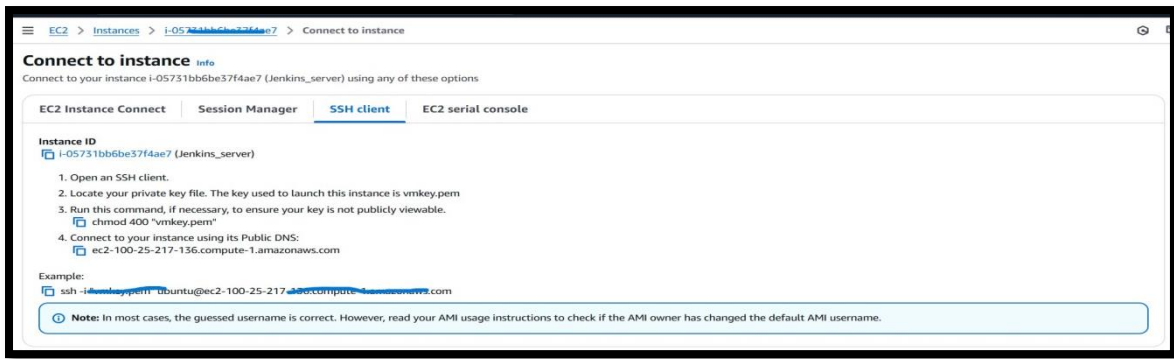 EC2 > Instances > i-05 e7 > Connect to instance
Connect to instance Info
Connect to your instance i-05731bb6be37f4ae7 (Jenkins_server) using any of these options
EC2 Instance Connect Session Manager SSH client EC2 serial console
Instance ID
i-05731bb6be37f4ae7 (Jenkins_server)
1. Open an SSH client.
2. Locate your private key file. The key used to launch this instance is vmkey.pem
3. Run this command, if necessary, to ensure your key is not publicly viewable.
chmod 400 "vmkey.pem"
4. Connect to your instance using its Public DNS:
ec2-100-25-217-136.compute-1.amazonaws.com
Example:
ssh -i ubuntu@ec2-100-25-217- .com
Note: In most cases, the guessed username is correct. However, read your AMI usage instructions to check if the AMI owner has changed the default AMI username.